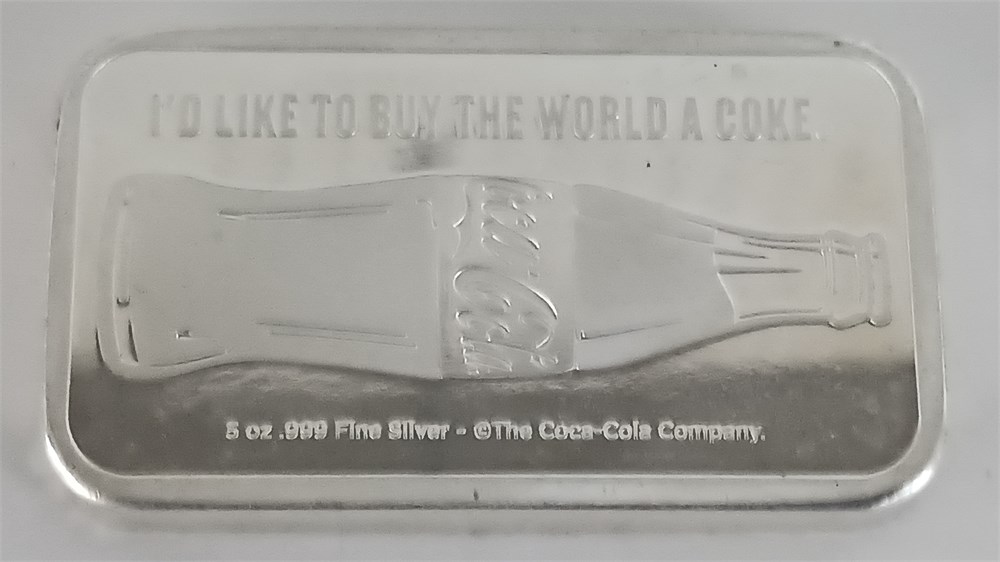 I'D LIKE TO BUY THE WORLD A COKE.
Coca-Cola
5 oz .999 Fine Silver - ©The Coca-Cola Company.